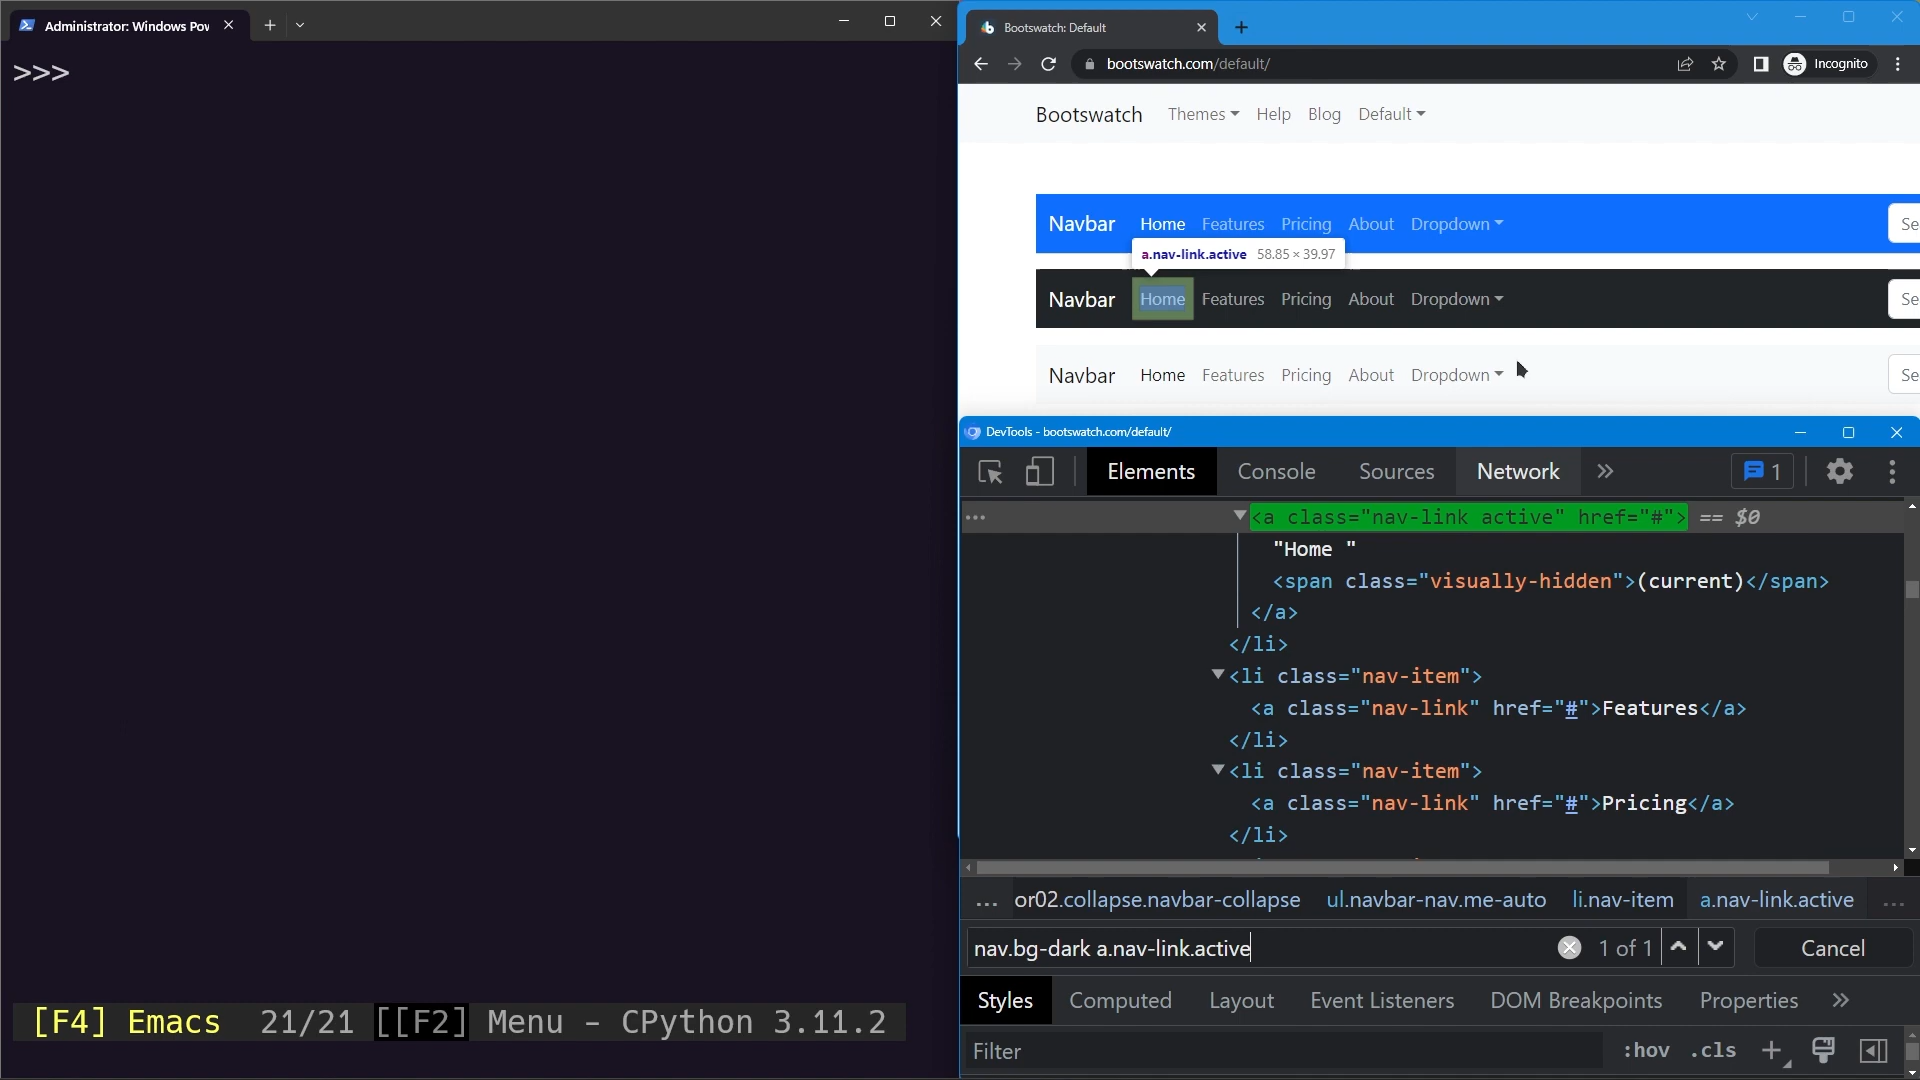 Administrator: Windows Pow
>>>
[F4] Emacs 21/21 [[F2] Menu - CPython 3.11.2
Bootswatch: Default
bootswatch.com/default/
Incognito
Bootswatch Themes Help Blog Default
Navbar Home Features Pricing About Dropdown Se
a.nav-link.active 58.85 × 39.97
Navbar Home Features Pricing About Dropdown Se
Navbar Home Features Pricing About Dropdown Se
DevTools - bootswatch.com/default/
Elements Console Sources Network » 1
... <a class="nav-link active" href="#"> == $0
"Home "
<span class="visually-hidden">(current)</span>
</a>
</li>
<li class="nav-item">
<a class="nav-link" href="#">Features</a>
</li>
<li class="nav-item">
<a class="nav-link" href="#">Pricing</a>
</li>
... or02.collapse.navbar-collapse ul.navbar-nav.me-auto li.nav-item a.nav-link.active ...
nav.bg-dark a.nav-link.active 1 of 1 Cancel
Styles Computed Layout Event Listeners DOM Breakpoints Properties »
Filter :hov .cls